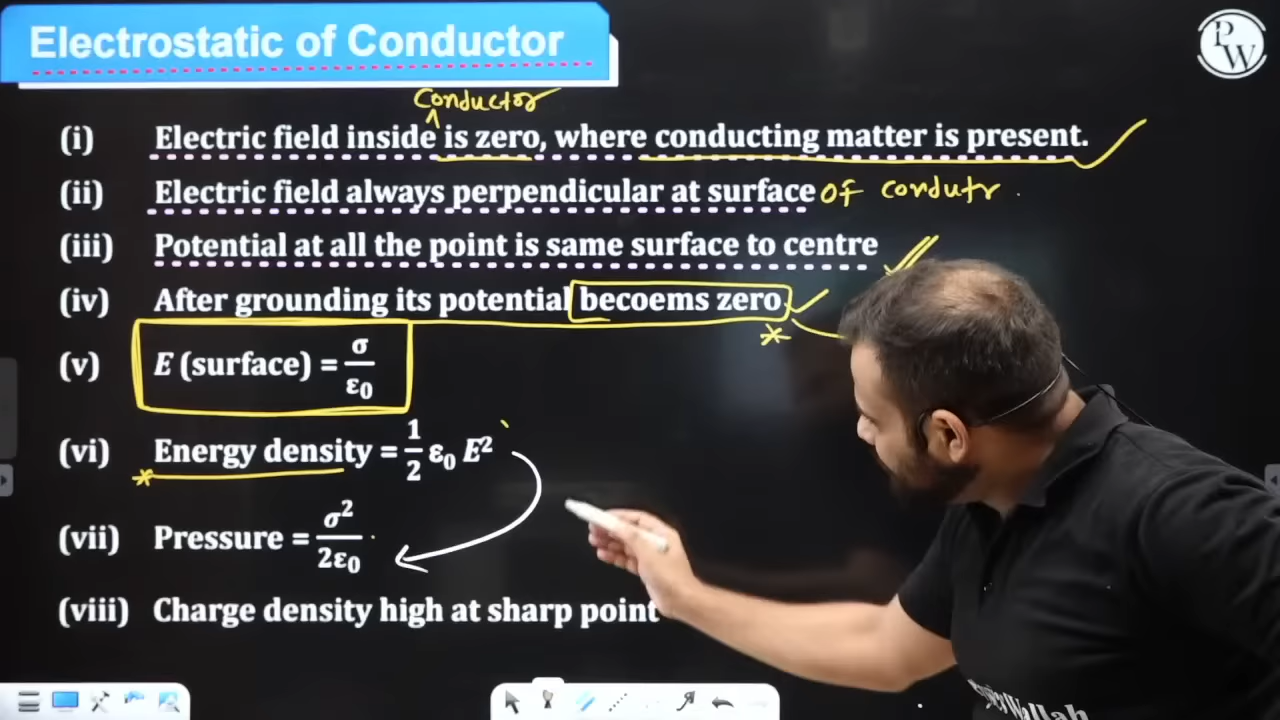 Electrostatic of Conductor
PW
Conductor
(i) Electric field inside is zero, where conducting matter is present.
(ii) Electric field always perpendicular at surface of condutr.
(iii) Potential at all the point is same surface to centre
(iv) After grounding its potential becoems zero
(v) E (surface) = σ/ε₀
(vi) Energy density = 1/2 ε₀ E²
(vii) Pressure = σ²/2ε₀
(viii) Charge density high at sharp point
Wallah